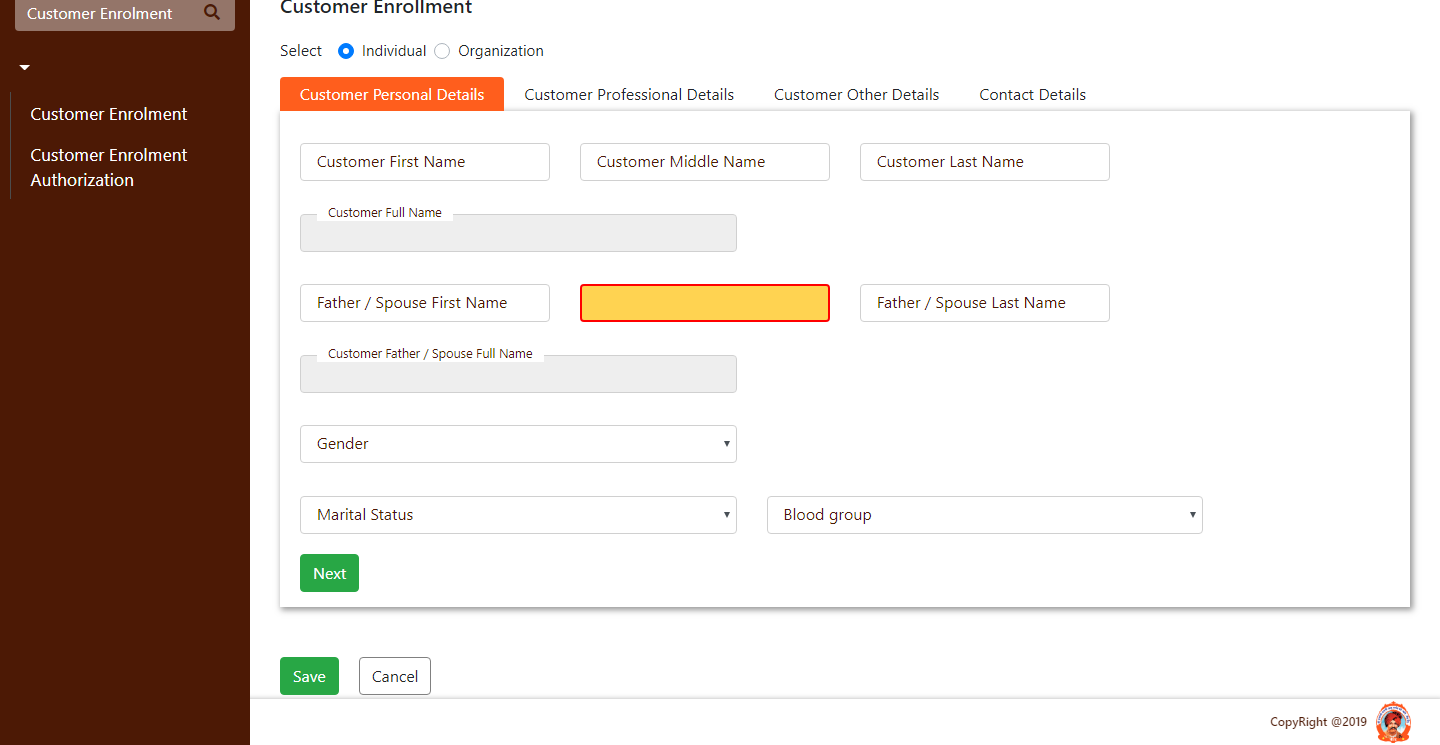 Customer Enrolment
Customer Enrolment
Customer Enrolment
Authorization
Customer Enrollment
Select Individual Organization
Customer Personal Details Customer Professional Details Customer Other Details Contact Details
Customer First Name Customer Middle Name Customer Last Name
Customer Full Name
Father / Spouse First Name Father / Spouse Last Name
Customer Father / Spouse Full Name
Gender
Marital Status Blood group
Next
Save Cancel
CopyRight @2019